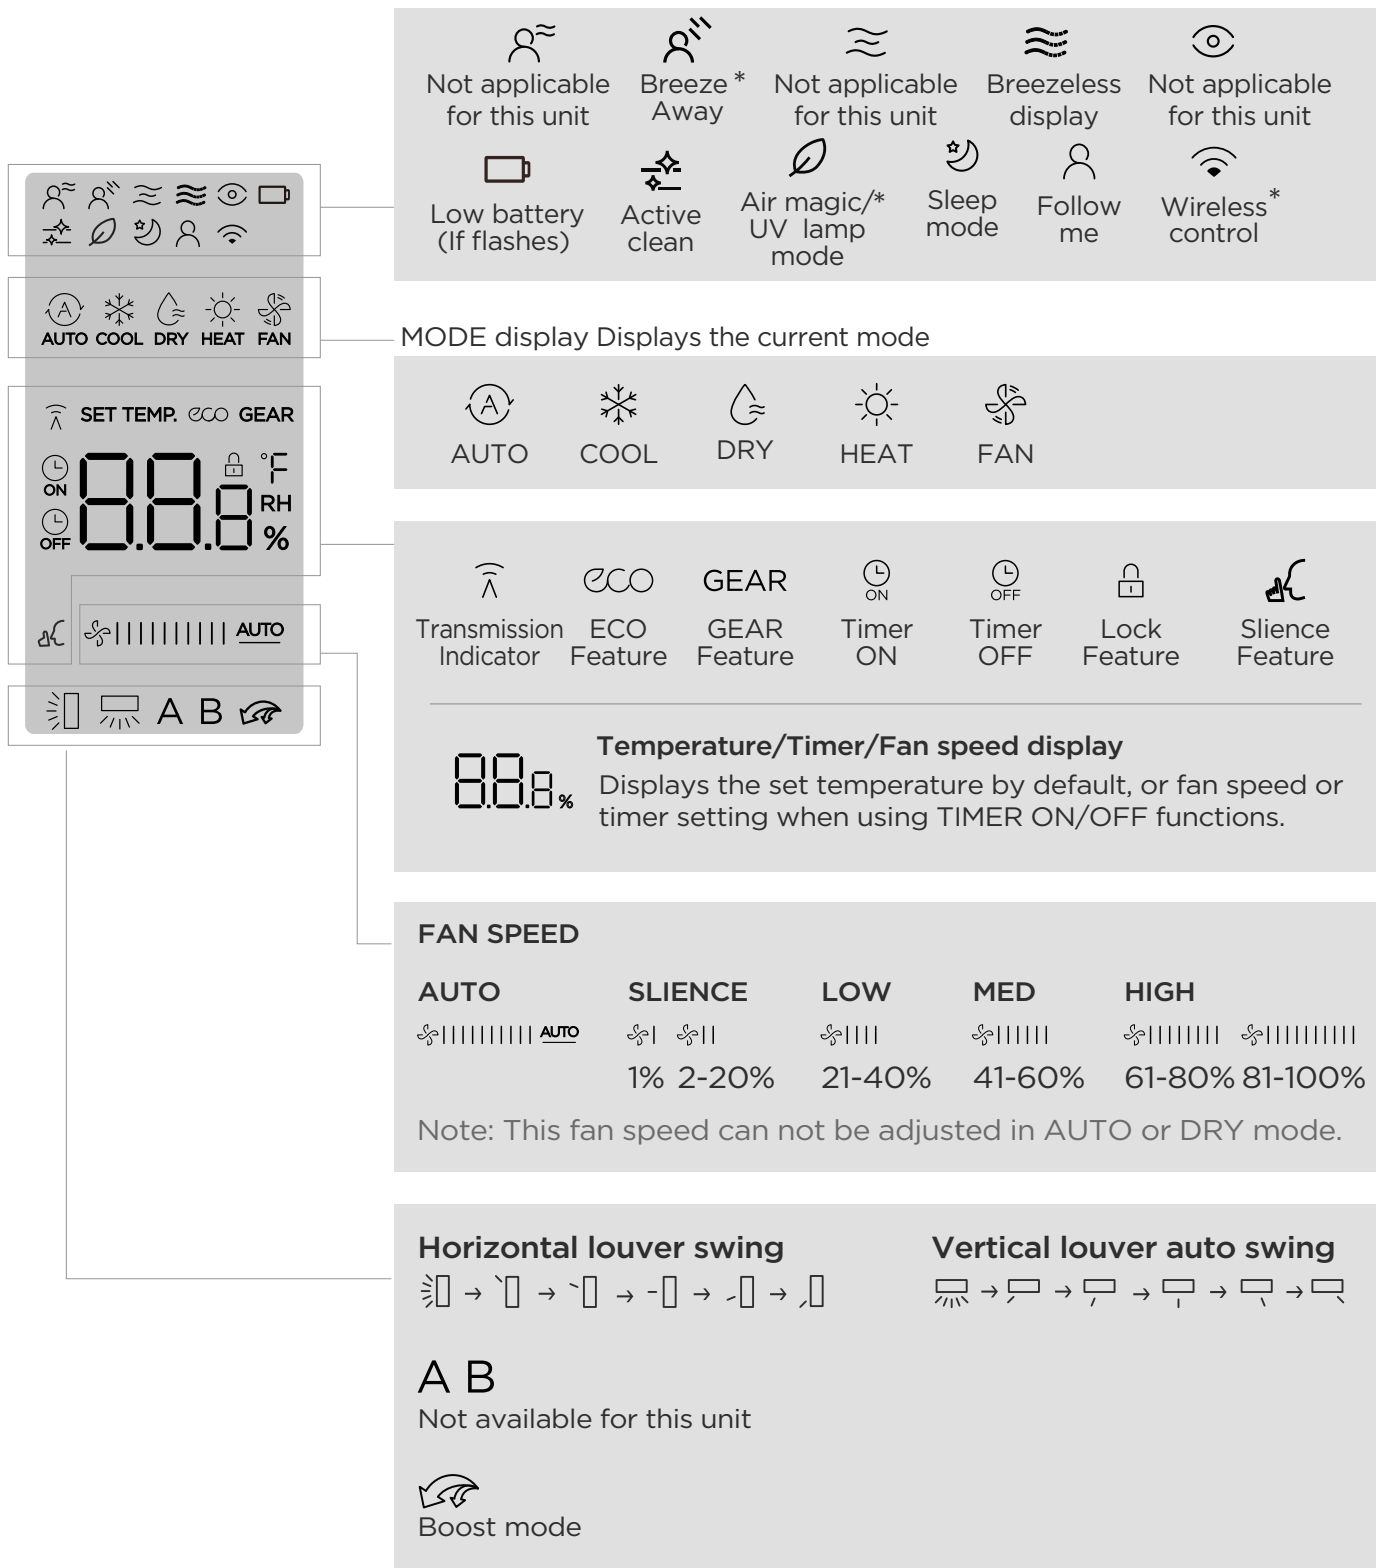 Not applicable Breeze * Not applicable Breezeless Not applicable
for this unit Away for this unit display for this unit
Low battery Active Air magic/* Sleep Follow Wireless*
(If flashes) clean UV lamp mode me control
mode
AUTO COOL DRY HEAT FAN
MODE display Displays the current mode
A
A
AUTO COOL DRY HEAT FAN
SET TEMP. eco GEAR
ON 88.8 °F
RH
OFF %
AUTO
A B
eco GEAR ON OFF
Transmission ECO GEAR Timer Timer Lock Slience
Indicator Feature Feature ON OFF Feature Feature
88.8%
Temperature/Timer/Fan speed display
Displays the set temperature by default, or fan speed or
timer setting when using TIMER ON/OFF functions.
FAN SPEED
AUTO SLIENCE LOW MED HIGH
AUTO
1% 2-20% 21-40% 41-60% 61-80% 81-100%
Note: This fan speed can not be adjusted in AUTO or DRY mode.
Horizontal louver swing Vertical louver auto swing
A B
Not available for this unit
Boost mode